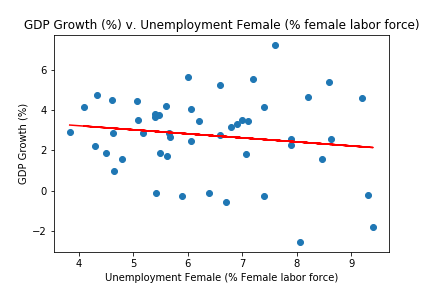 GDP Growth (%) v. Unemployment Female (% female labor force)
GDP Growth (%)
6
4
2
0
−2
4 5 6 7 8 9
Unemployment Female (% Female labor force)